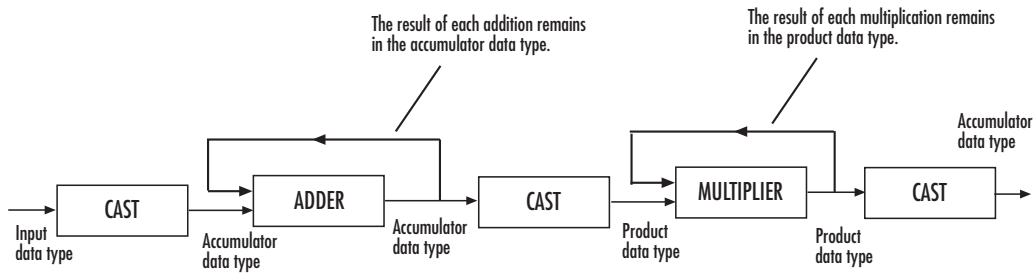 The result of each addition remains
in the accumulator data type.
The result of each multiplication remains
in the product data type.
Accumulator
data type
CAST
ADDER
CAST
MULTIPLIER
CAST
Input
data type
Accumulator
data type
Accumulator
data type
Product
data type
Product
data type